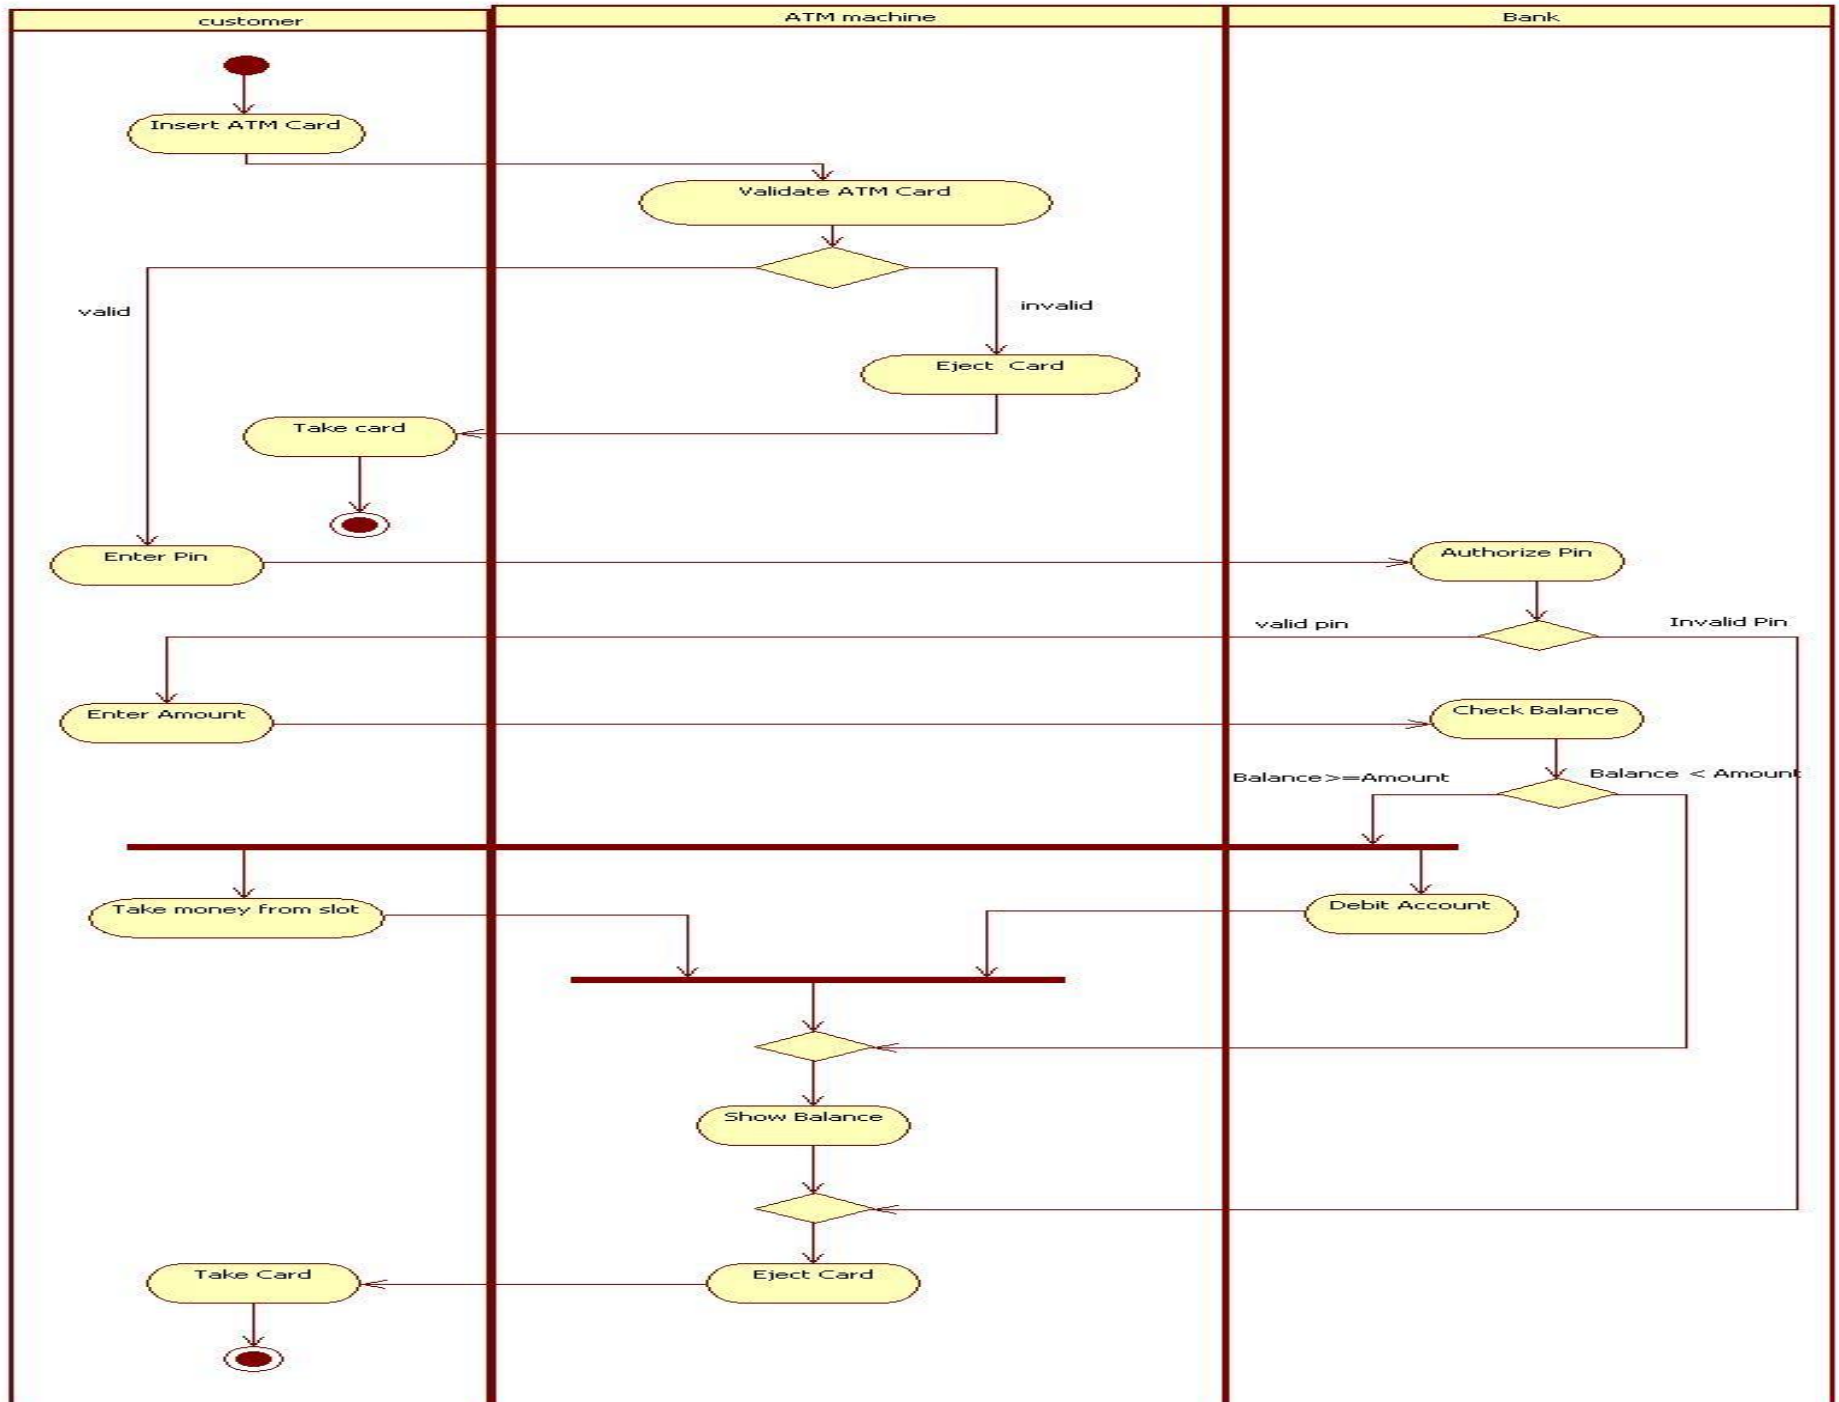 customer
ATM machine
Bank
Insert ATM Card
Validate ATM Card
valid
invalid
Eject  Card
Take card
Enter Pin
Authorize Pin
valid pin
Invalid Pin
Enter Amount
Check Balance
Balance>=Amount
Balance < Amount
Take money from slot
Debit Account
Show Balance
Take Card
Eject Card